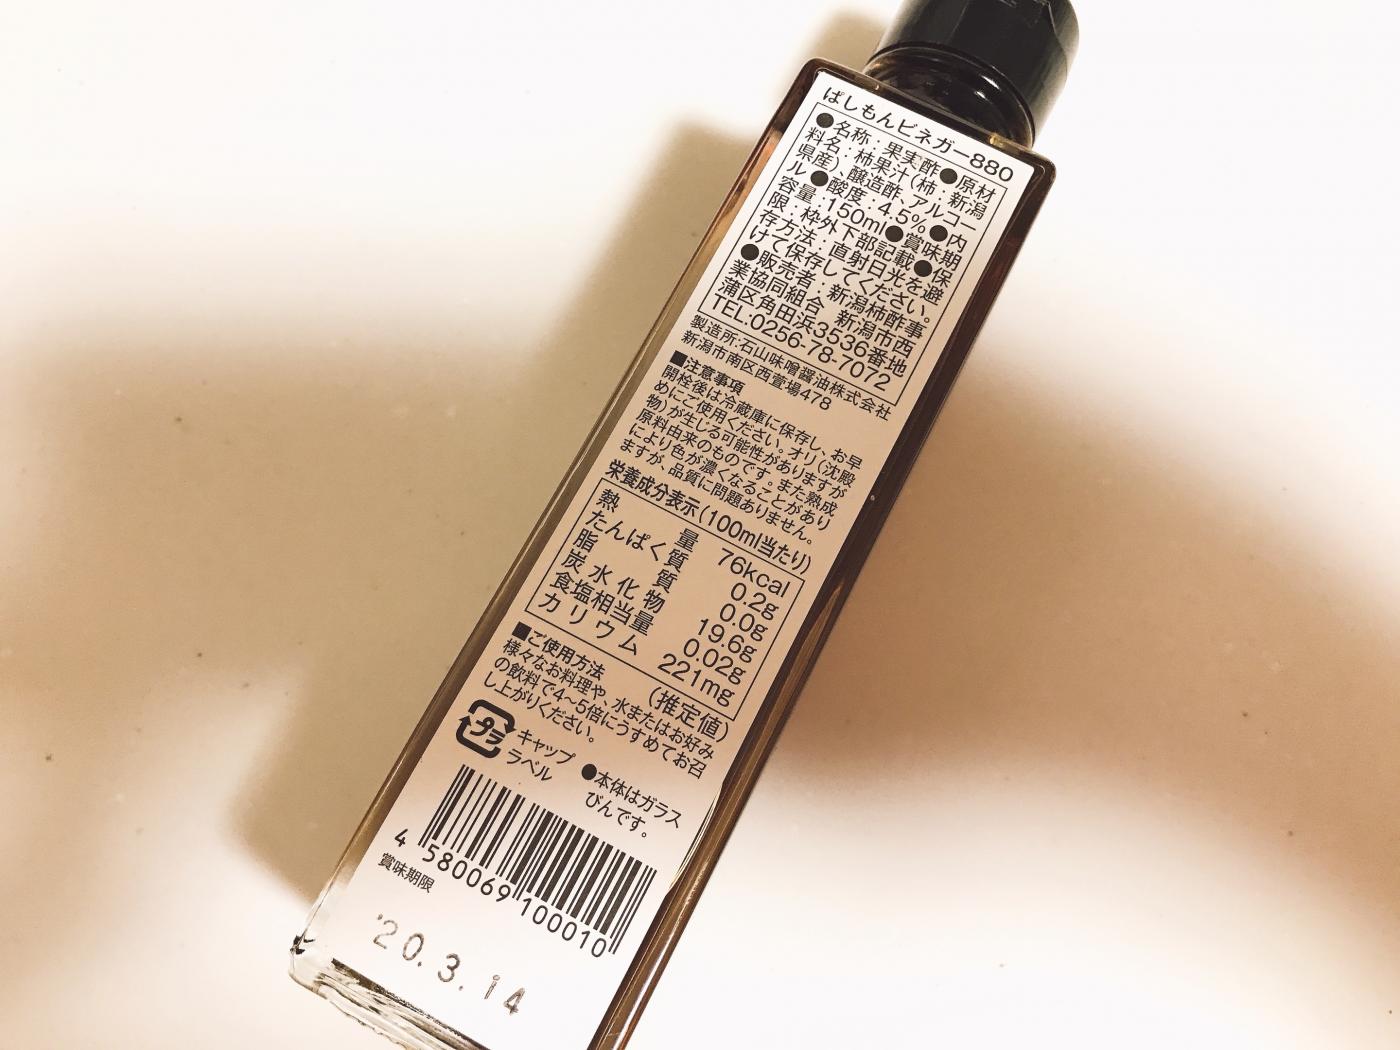 ぱしもんビネガー880
●名称：果実酢●原材
料名：柿果汁(柿：新潟
県産)、醸造酢、アルコー
ル●酸度：4.5%●内
容量：150ml●賞味期
限：枠外下部記載●保
存方法：直射日光を避
けて保存してください。
●販売者：新潟柿酢事
業協同組合 新潟市西
蒲区角田浜3536番地
TEL:0256-78-7072
製造所:石山味噌醤油株式会社
新潟市南区西萱場478
■注意事項
開栓後は冷蔵庫に保存し、お早
めにご使用ください。オリ(沈殿
物)が生じる可能性がありますが
原料由来のものです。また熟成
により色が濃くなることがあり
ますが、品質に問題ありません。
栄養成分表示(100ml当たり)
熱量 76kcal
たんぱく質 0.2g
脂質 0.0g
炭水化物 19.6g
食塩相当量 0.02g
カリウム 221mg
(推定値)
■ご使用方法
様々なお料理や、水またはお好み
の飲料で4~5倍にうすめてお召
し上がりください。
プラ
キャップ
ラベル
●本体はガラス
びんです。
4 580069 100010
賞味期限
'20.3.14